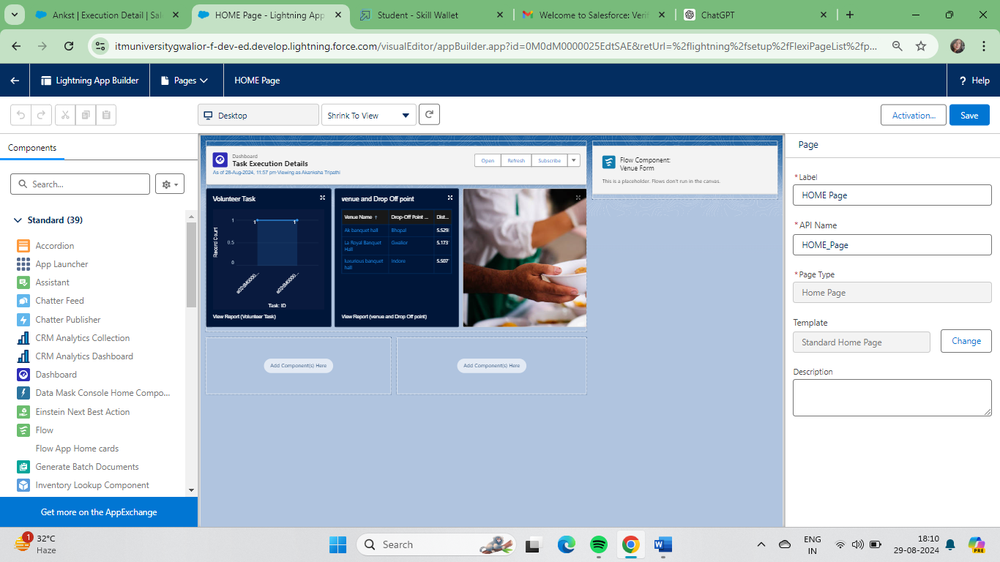 Ankst | Execution Detail | Sal
HOME Page - Lightning App
Student - Skill Wallet
Welcome to Salesforce: Verif
ChatGPT
itmuniversitygwalior-f-dev-ed.develop.lightning.force.com/visualEditor/appBuilder.app?id=0M0dM0000025EdtSAE&retUrl=%2flightning%2fsetup%2fFlexiPageList%2fp...
Lightning App Builder
Pages
HOME Page
? Help
Desktop
Shrink To View
Activation...
Save
Components
Search...
Standard (39)
Accordion
App Launcher
Assistant
Chatter Feed
Chatter Publisher
CRM Analytics Collection
CRM Analytics Dashboard
Dashboard
Data Mask Console Home Compo...
Einstein Next Best Action
Flow
Flow App Home cards
Generate Batch Documents
Inventory Lookup Component
Get more on the AppExchange
Dashboard
Task Execution Details
As of 28-Aug-2024, 11:57 pm·Viewing as Akanksha Tripathi
Open
Refresh
Subscribe
Volunteer Task
Record Count
1
0.5
0
1
1
a02dM0000...
a02dM0000...
Task: ID
View Report (Volunteer Task)
venue and Drop Off point
Venue Name ↑
Drop-Off Point ...
Dist...
Ak banquet hall
Bhopal
5.529
La Royal Banquet
Hall
Gwalior
5.173
luxurious banquet
hall
Indore
5.507
View Report (venue and Drop Off point)
Add Component(s) Here
Add Component(s) Here
Flow Component:
Venue Form
This is a placeholder. Flows don't run in the canvas.
Page
*Label
HOME Page
*API Name
HOME_Page
*Page Type
Home Page
Template
Standard Home Page
Change
Description
1
32°C
Haze
Search
PRE
ENG
IN
18:10
29-08-2024